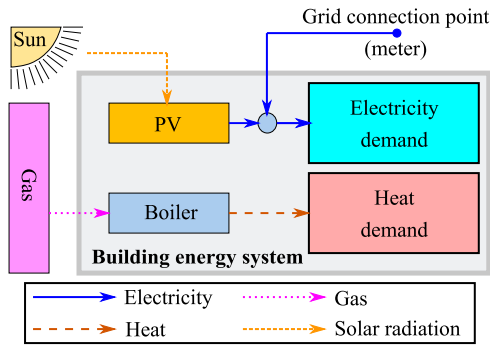 Grid connection point
(meter)
Sun
PV
Electricity
demand
Gas
Boiler
Heat
demand
Building energy system
Electricity
Gas
Heat
Solar radiation